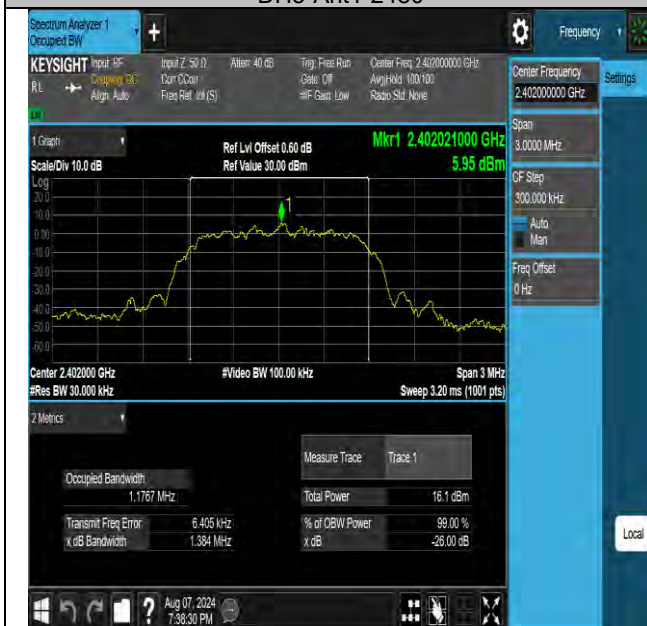 Spectrum Analyzer 1
Occupied BW
Frequency
KEYSIGHT
RL
Input: RF
Coupling: DC
Align: Auto
Input Z: 50 Ω
Corr CCorr
Freq Ref: Int (S)
Atten: 40 dB
Trig: Free Run
Gate: Off
#IF Gain: Low
Center Freq: 2.402000000 GHz
Avg|Hold: 100/100
Radio Std: None
Center Frequency
2.402000000 GHz
Settings
Span
3.0000 MHz
CF Step
300.000 kHz
Auto
Man
Freq Offset
0 Hz
Local
1 Graph
Scale/Div 10.0 dB
Ref Lvl Offset 0.60 dB
Ref Value 30.00 dBm
Mkr1 2.402021000 GHz
5.95 dBm
Log
20.0
10.0
0.00
-10.0
-20.0
-30.0
-40.0
-50.0
-60.0
1
Center 2.402000 GHz
#Res BW 30.000 kHz
#Video BW 100.00 kHz
Span 3 MHz
Sweep 3.20 ms (1001 pts)
2 Metrics
Measure Trace Trace 1
Occupied Bandwidth
1.1767 MHz
Total Power 16.1 dBm
Transmit Freq Error 6.405 kHz
% of OBW Power 99.00 %
x dB Bandwidth 1.384 MHz
x dB -26.00 dB
?
Aug 07, 2024
7:38:30 PM